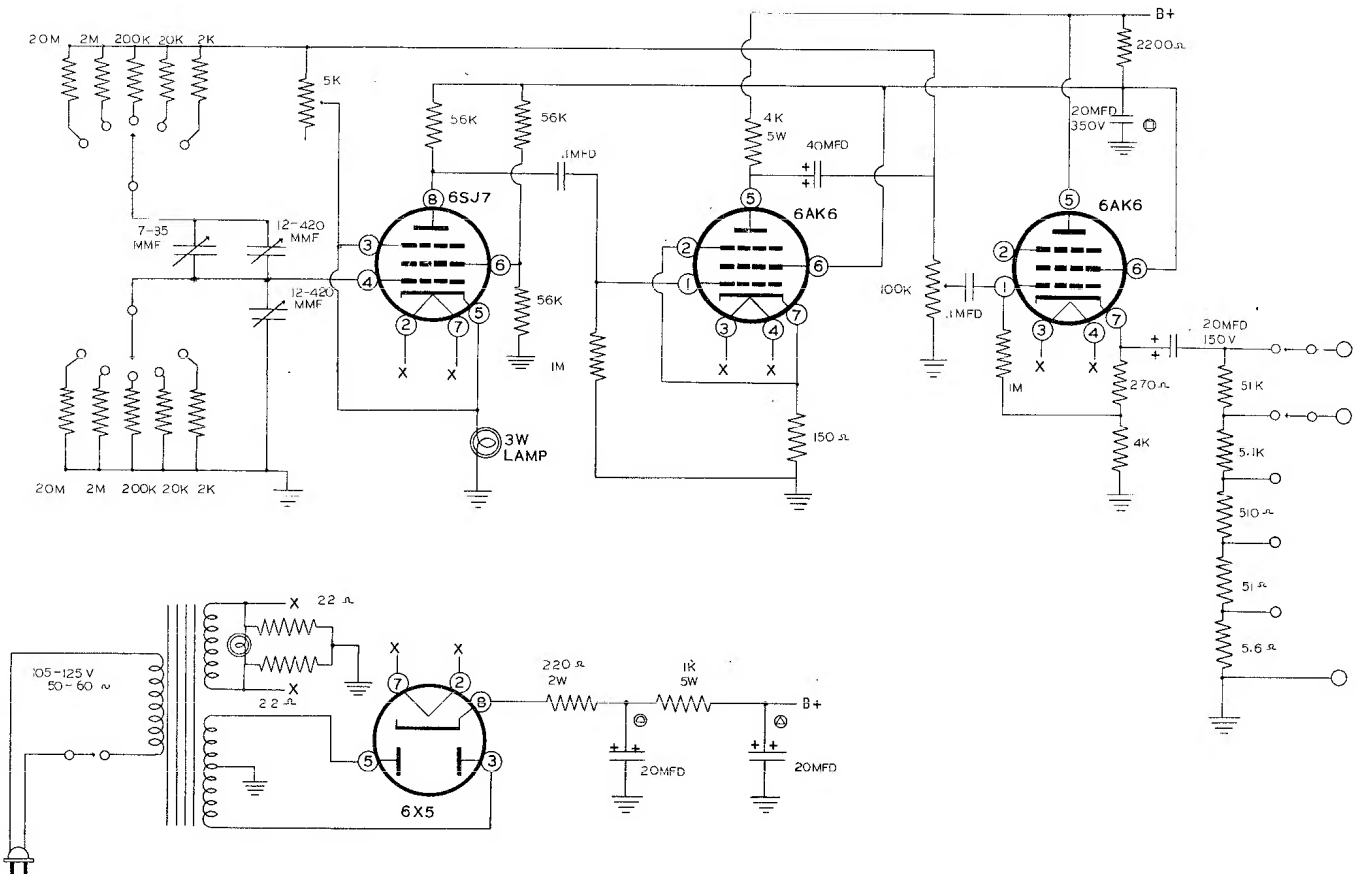 B+
20M 2M 200K 20K 2K
5K
2200Ω
56K
56K
4K
5W
20MFD
350V
.1MFD
40MFD
8
6SJ7
5
6AK6
5
6AK6
7-35
MMF
12-420
MMF
3
2
2
6
6
6
4
1
100K
1
.1MFD
12-420
MMF
56K
5
7
7
2
7
3
4
3
4
20MFD
150V
X
X
X
X
X
X
1M
1M
270Ω
51K
150Ω
3W
LAMP
4K
5.1K
20M 2M 200K 20K 2K
510Ω
51Ω
5.6Ω
X
22Ω
X
X
105-125V
50-60~
7
2
8
220Ω
2W
1K
5W
B+
X
22Ω
5
3
20MFD
20MFD
6X5
+
+
+
+
+
+
+
+